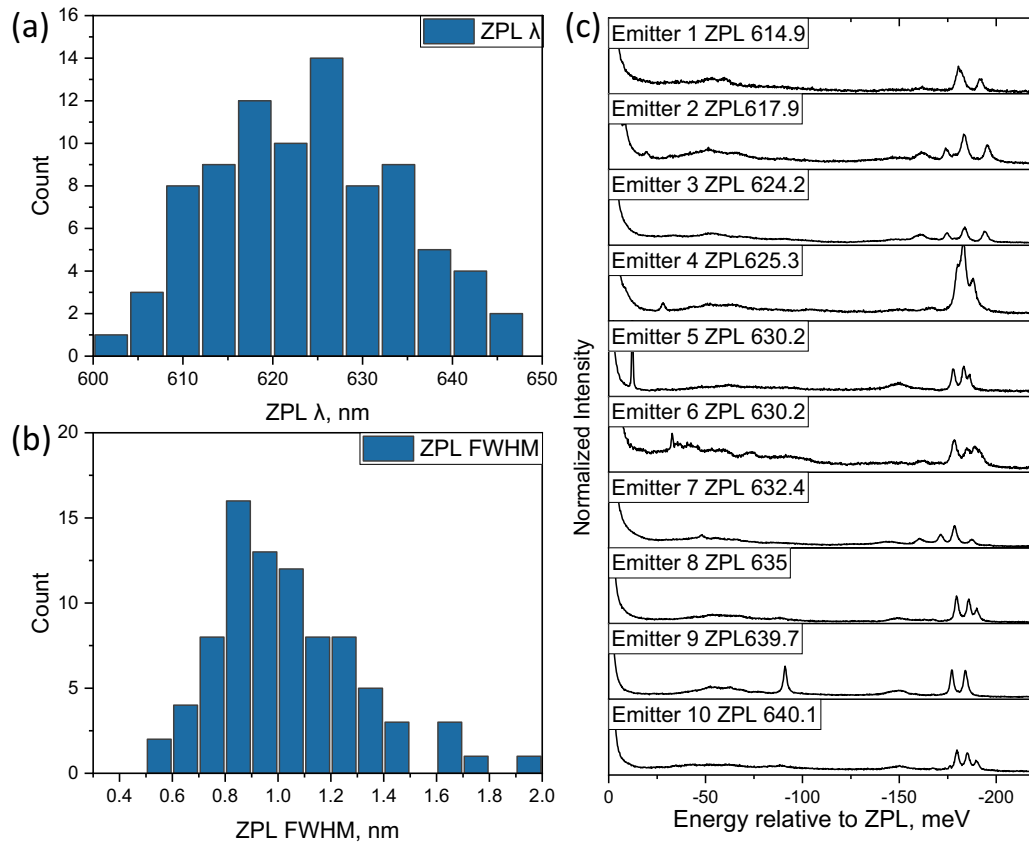 (a)
ZPL λ
16
14
12
10
8
6
4
2
0
Count
600
610
620
630
640
650
ZPL λ, nm
(b)
ZPL FWHM
20
15
10
5
0
Count
0.4
0.6
0.8
1.0
1.2
1.4
1.6
1.8
2.0
ZPL FWHM, nm
(c)
Emitter 1 ZPL 614.9
Emitter 2 ZPL617.9
Emitter 3 ZPL 624.2
Emitter 4 ZPL625.3
Emitter 5 ZPL 630.2
Emitter 6 ZPL 630.2
Emitter 7 ZPL 632.4
Emitter 8 ZPL 635
Emitter 9 ZPL639.7
Emitter 10 ZPL 640.1
Normalized Intensity
0
-50
-100
-150
-200
Energy relative to ZPL, meV